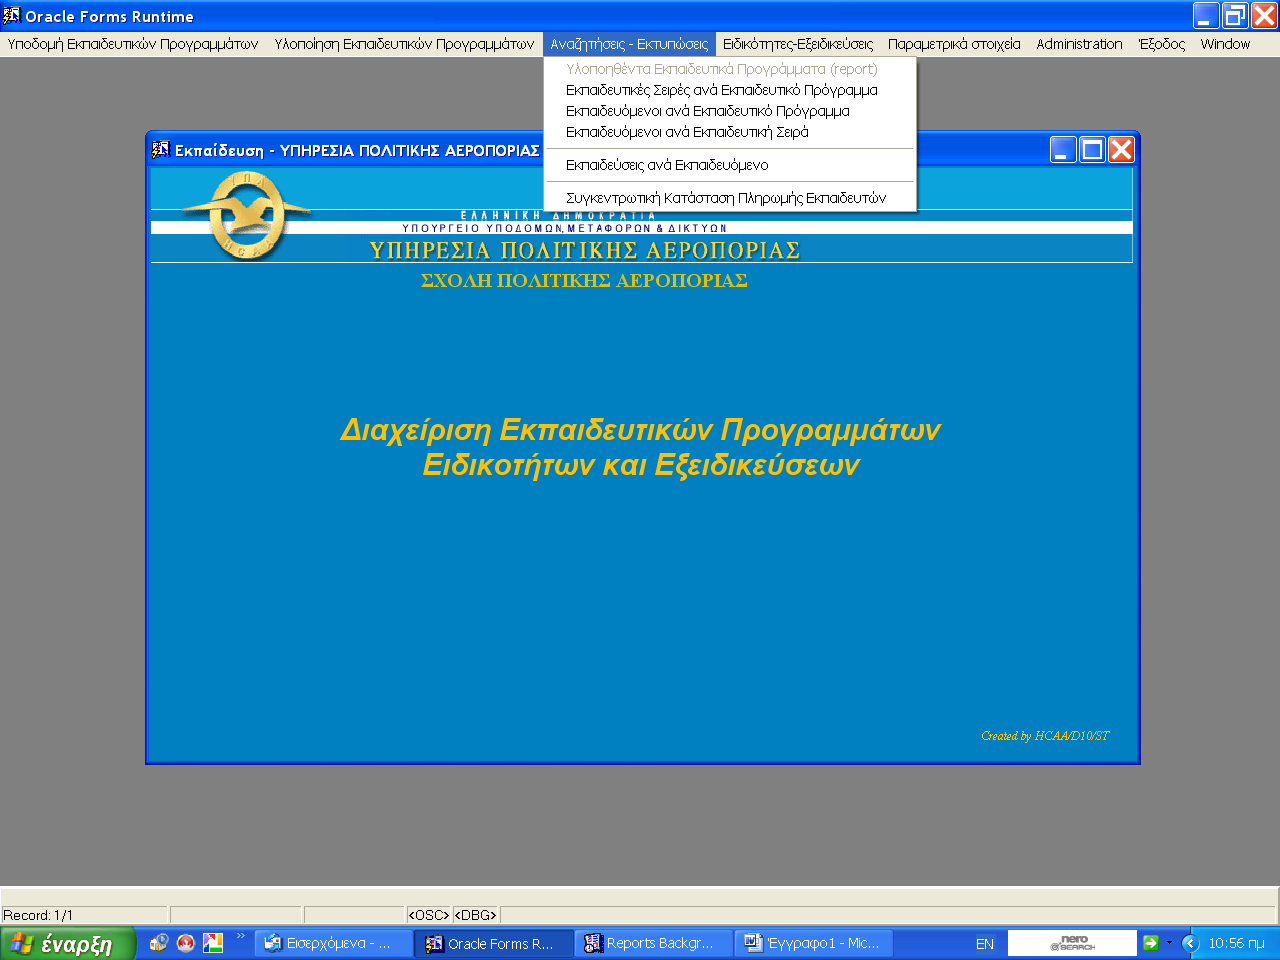 Oracle Forms Runtime
Υποδομή Εκπαιδευτικών Προγραμμάτων Υλοποίηση Εκπαιδευτικών Προγραμμάτων Αναζητήσεις - Εκτυπώσεις Ειδικότητες-Εξειδικεύσεις Παραμετρικά στοιχεία Administration Έξοδος Window
Υλοποιηθέντα Εκπαιδευτικά Προγράμματα (report)
Εκπαιδευτικές Σειρές ανά Εκπαιδευτικό Πρόγραμμα
Εκπαιδευόμενοι ανά Εκπαιδευτικό Πρόγραμμα
Εκπαιδευόμενοι ανά Εκπαιδευτική Σειρά
Εκπαιδεύσεις ανά Εκπαιδευόμενο
Συγκεντρωτική Κατάσταση Πληρωμής Εκπαιδευτών
Εκπαίδευση - ΥΠΗΡΕΣΙΑ ΠΟΛΙΤΙΚΗΣ ΑΕΡΟΠΟΡΙΑΣ
ΥΠΑ
HCAA
ΕΛΛΗΝΙΚΗ ΔΗΜΟΚΡΑΤΙΑ
ΥΠΟΥΡΓΕΙΟ ΥΠΟΔΟΜΩΝ, ΜΕΤΑΦΟΡΩΝ & ΔΙΚΤΥΩΝ
ΥΠΗΡΕΣΙΑ ΠΟΛΙΤΙΚΗΣ ΑΕΡΟΠΟΡΙΑΣ
ΣΧΟΛΗ ΠΟΛΙΤΙΚΗΣ ΑΕΡΟΠΟΡΙΑΣ
Διαχείριση Εκπαιδευτικών Προγραμμάτων
Ειδικοτήτων και Εξειδικεύσεων
Created by HCAA/D10/ST
Record: 1/1 <OSC> <DBG>
έναρξη Εισερχόμενα - ... Oracle Forms R... Reports Backgr... Έγγραφο1 - Mic... EN nero SEARCH 10:56 πμ